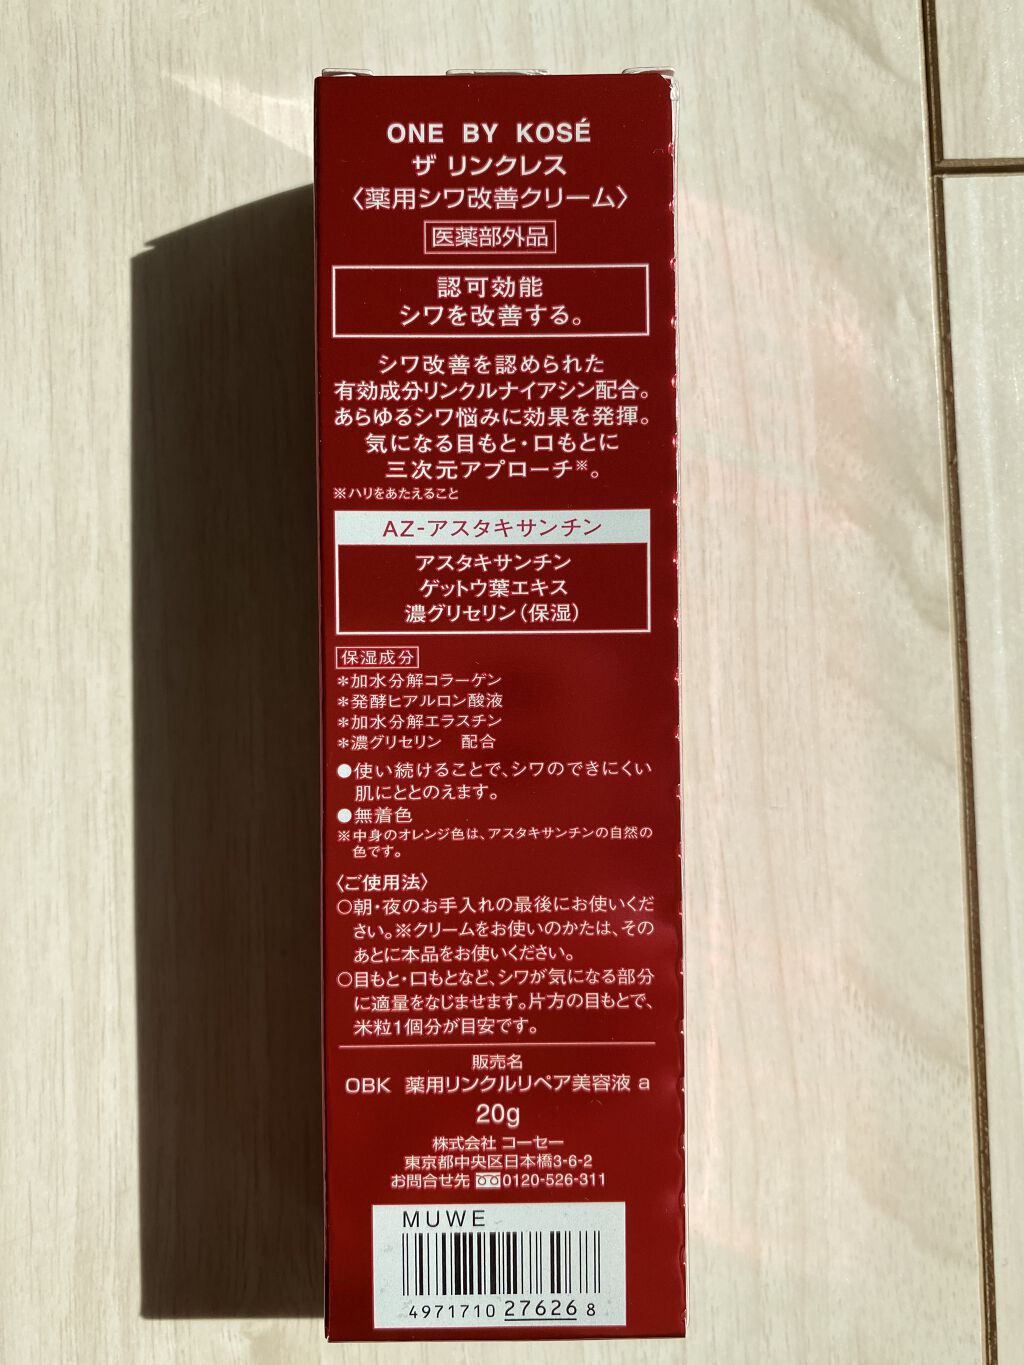 ONE BY KOSÉ
ザ リンクレス
〈薬用シワ改善クリーム〉
医薬部外品
認可効能
シワを改善する。
シワ改善を認められた
有効成分リンクルナイアシン配合。
あらゆるシワ悩みに効果を発揮。
気になる目もと・口もとに
三次元アプローチ※。
※ハリをあたえること
AZ-アスタキサンチン
アスタキサンチン
ゲットウ葉エキス
濃グリセリン(保湿)
保湿成分
＊加水分解コラーゲン
＊発酵ヒアルロン酸液
＊加水分解エラスチン
＊濃グリセリン 配合
●使い続けることで、シワのできにくい
肌にととのえます。
●無着色
※中身のオレンジ色は、アスタキサンチンの自然の
色です。
〈ご使用法〉
○朝・夜のお手入れの最後にお使いくだ
さい。※クリームをお使いのかたは、その
あとに本品をお使いください。
○目もと・口もとなど、シワが気になる部分
に適量をなじませます。片方の目もとで、
米粒1個分が目安です。
販売名
OBK 薬用リンクルリペア美容液 a
20g
株式会社 コーセー
東京都中央区日本橋3-6-2
お問合せ先 0120-526-311
MUWE
4971710 27626 8